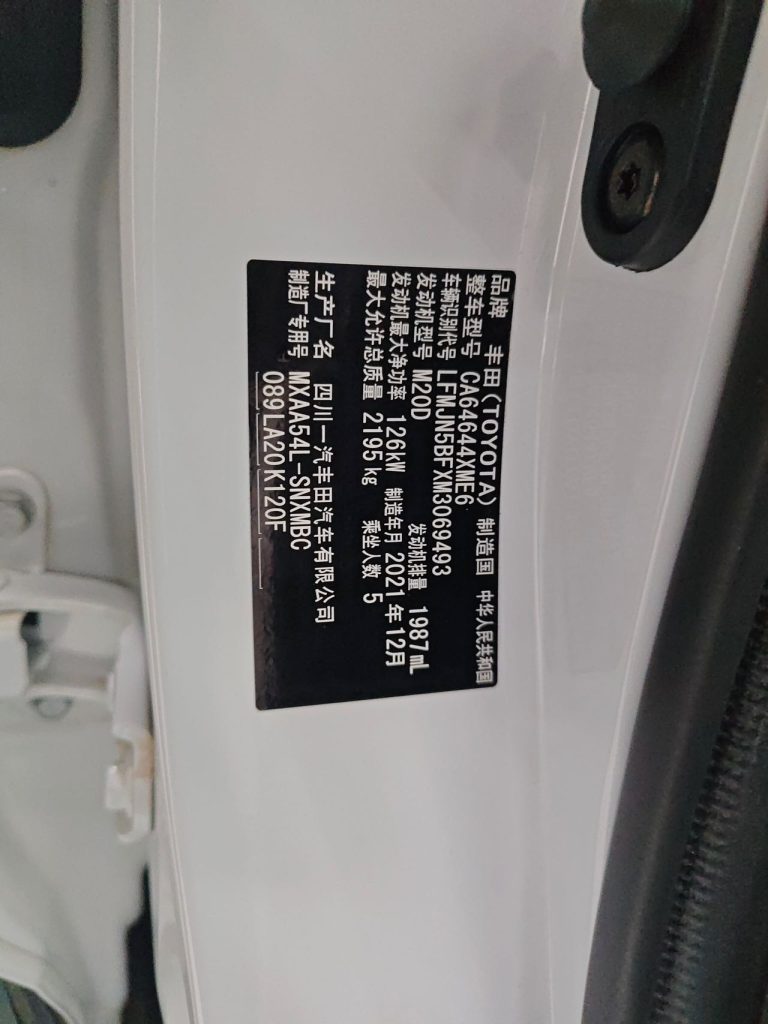 品牌 丰田(TOYOTA) 制造国 中华人民共和国
整车型号 CA64644XME6
车辆识别代号 LFMJN5BFXM3069493
发动机型号 M20D 发动机排量 1987mL
发动机最大净功率 126kW 制造年月 2021年12月
最大允许总质量 2195kg 乘坐人数 5
生产厂名 四川一汽丰田汽车有限公司
制造厂专用号 MXAA54L-SNXMBC
089LA20K120F